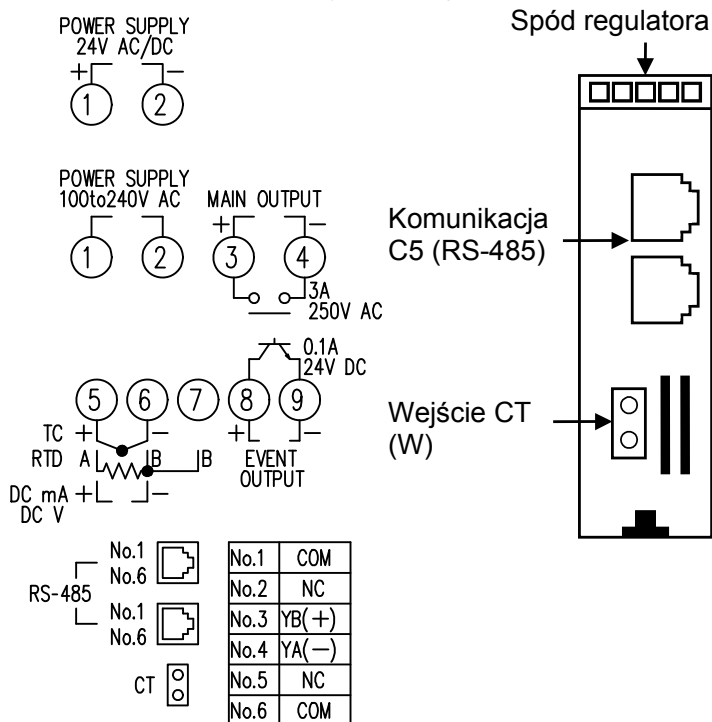 POWER SUPPLY
24V AC/DC
+ −
1 2
POWER SUPPLY
100to240V AC
1 2
MAIN OUTPUT
+ −
3 4
3A
250V AC
0.1A
24V DC
5 6 7 8 9
TC + −
RTD A B B
DC mA + −
DC V
+ −
EVENT
OUTPUT
RS-485
No.1
No.6
No.1
No.6
CT
No.1 COM
No.2 NC
No.3 YB(+)
No.4 YA(−)
No.5 NC
No.6 COM
Spód regulatora
Komunikacja
C5 (RS-485)
Wejście CT
(W)